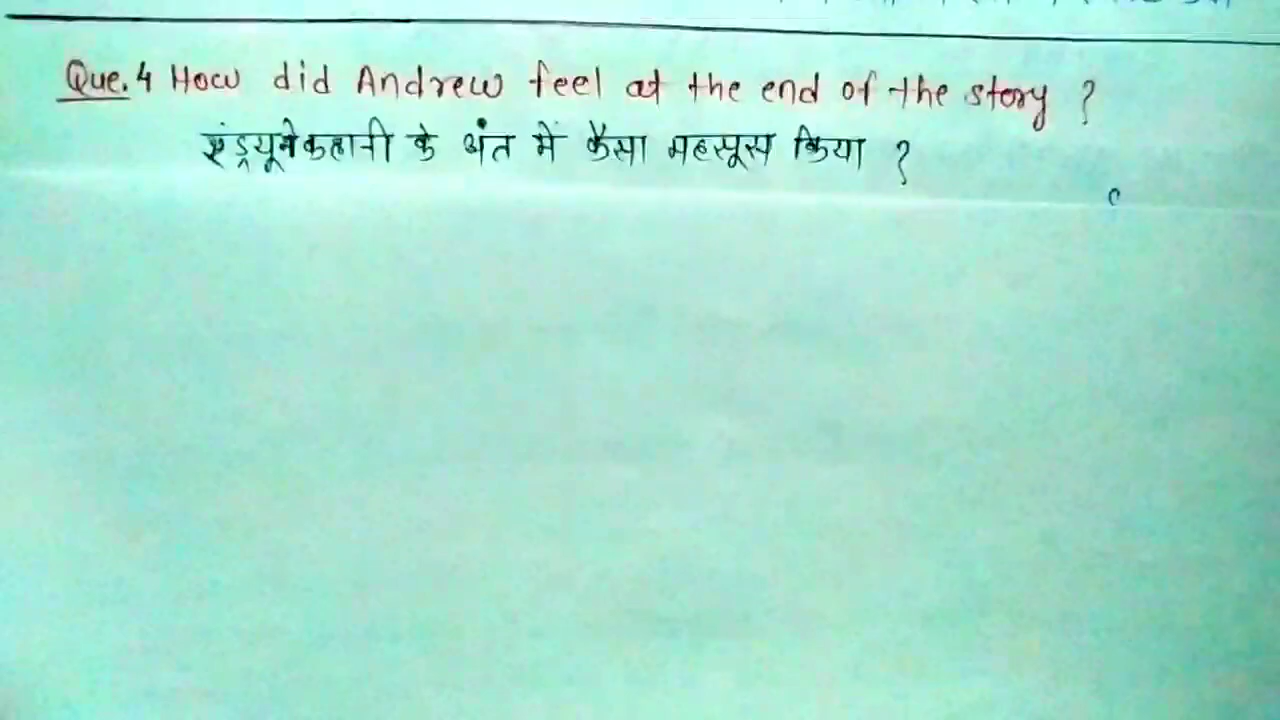 Que. 4 How did Andrew feel at the end of the story ?
एंड्रयू ने कहानी के अंत में कैसा महसूस किया ?